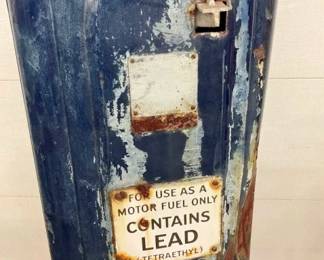 FOR USE AS A
MOTOR FUEL ONLY
CONTAINS
LEAD
(TETRAETHYL)